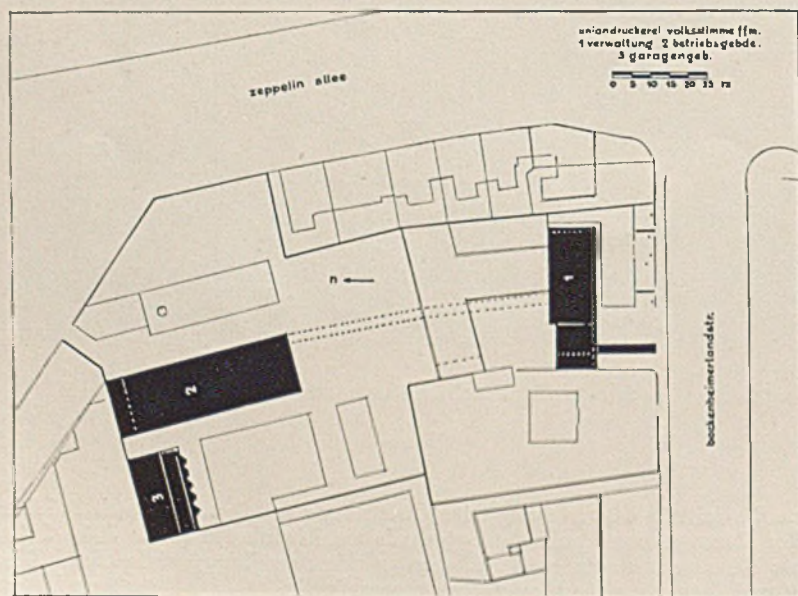 uniondruckerei volksstimme ffm.
1 verwaltung 2 betriebsgebde.
3 garagengeb.
0 5 10 15 20 25 m
zeppelin allee
n
1
2
3
bockenheimerlandstr.